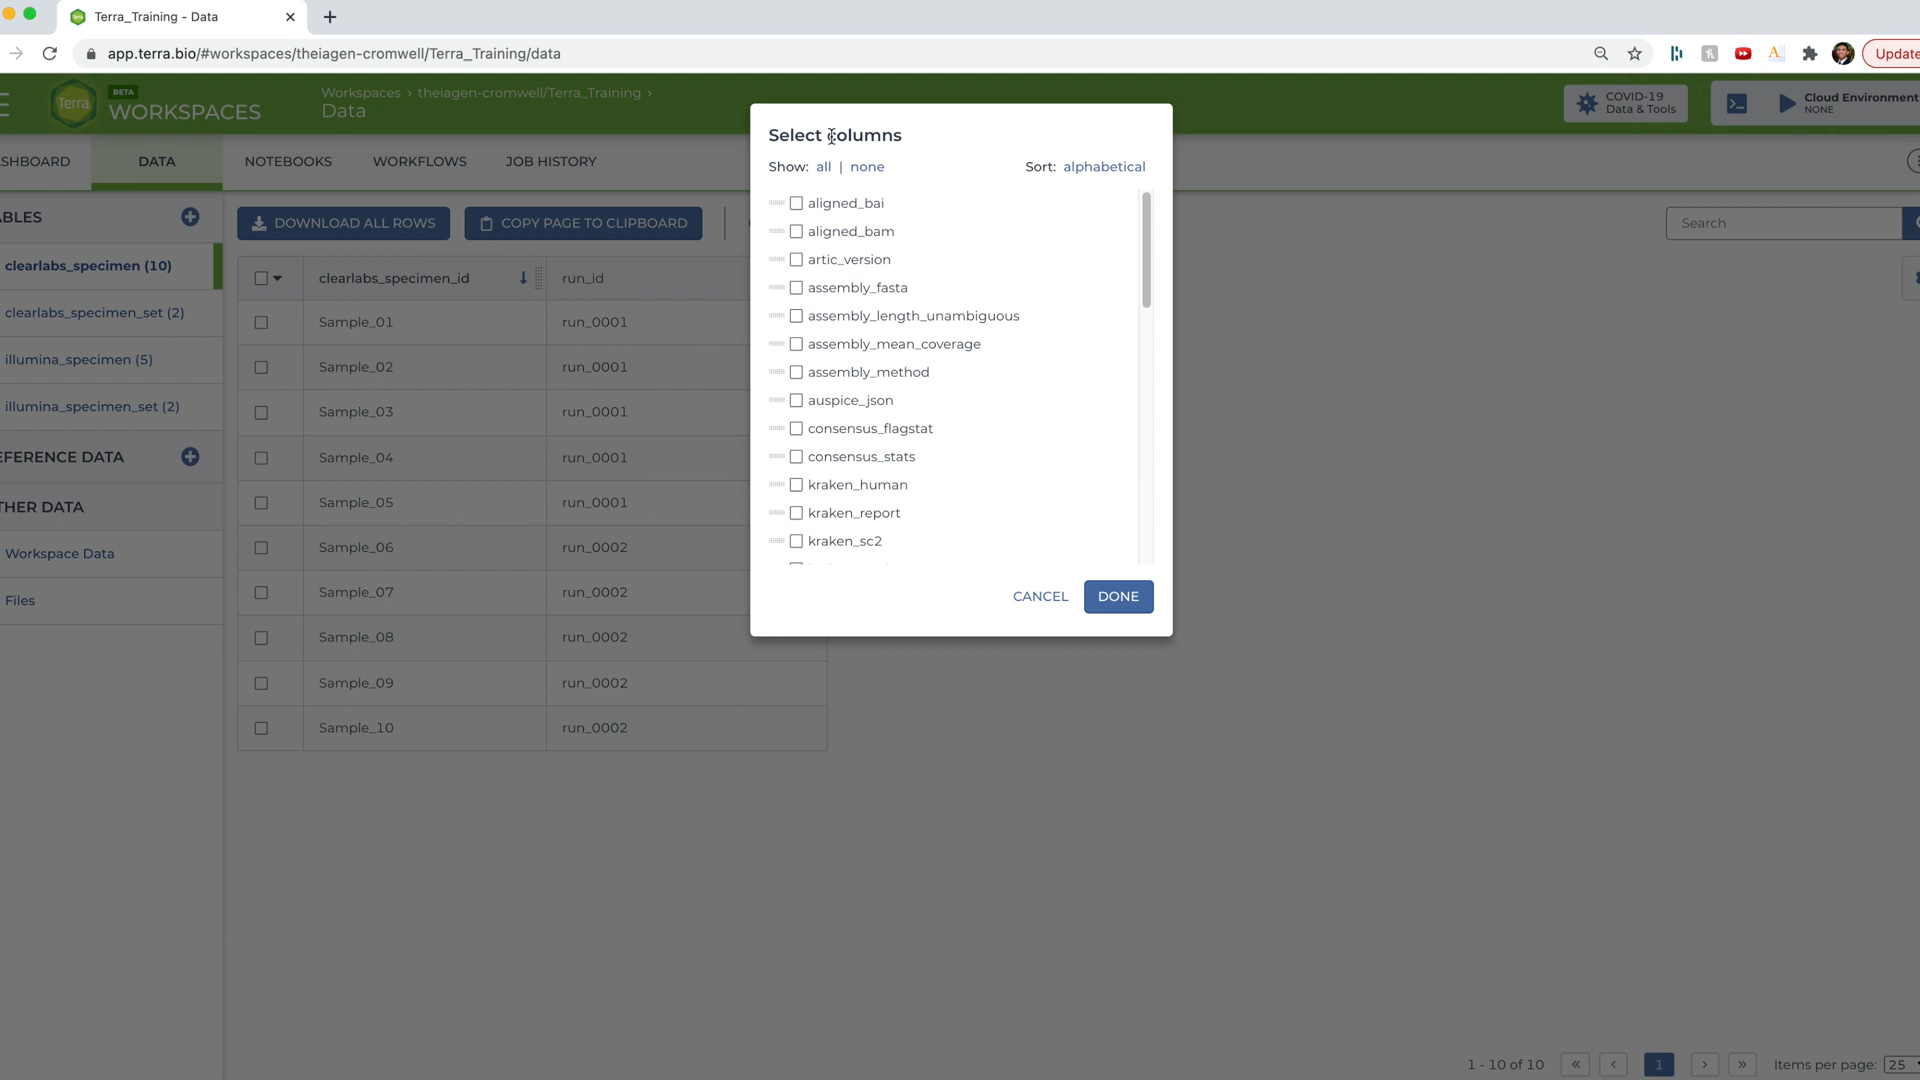 Terra_Training - Data
app.terra.bio/#workspaces/theiagen-cromwell/Terra_Training/data
Update
Terra
BETA
WORKSPACES
Workspaces › theiagen-cromwell/Terra_Training ›
Data
COVID-19
Data & Tools
Cloud Environment
NONE
SHBOARD
DATA
NOTEBOOKS
WORKFLOWS
JOB HISTORY
ABLES
clearlabs_specimen (10)
clearlabs_specimen_set (2)
illumina_specimen (5)
illumina_specimen_set (2)
EFERENCE DATA
THER DATA
Workspace Data
Files
DOWNLOAD ALL ROWS
COPY PAGE TO CLIPBOARD
Search
clearlabs_specimen_id run_id
Sample_01 run_0001
Sample_02 run_0001
Sample_03 run_0001
Sample_04 run_0001
Sample_05 run_0001
Sample_06 run_0002
Sample_07 run_0002
Sample_08 run_0002
Sample_09 run_0002
Sample_10 run_0002
Select columns
Show: all | none
Sort: alphabetical
aligned_bai
aligned_bam
artic_version
assembly_fasta
assembly_length_unambiguous
assembly_mean_coverage
assembly_method
auspice_json
consensus_flagstat
consensus_stats
kraken_human
kraken_report
kraken_sc2
CANCEL
DONE
1 - 10 of 10
« ‹ 1 › »
Items per page: 25